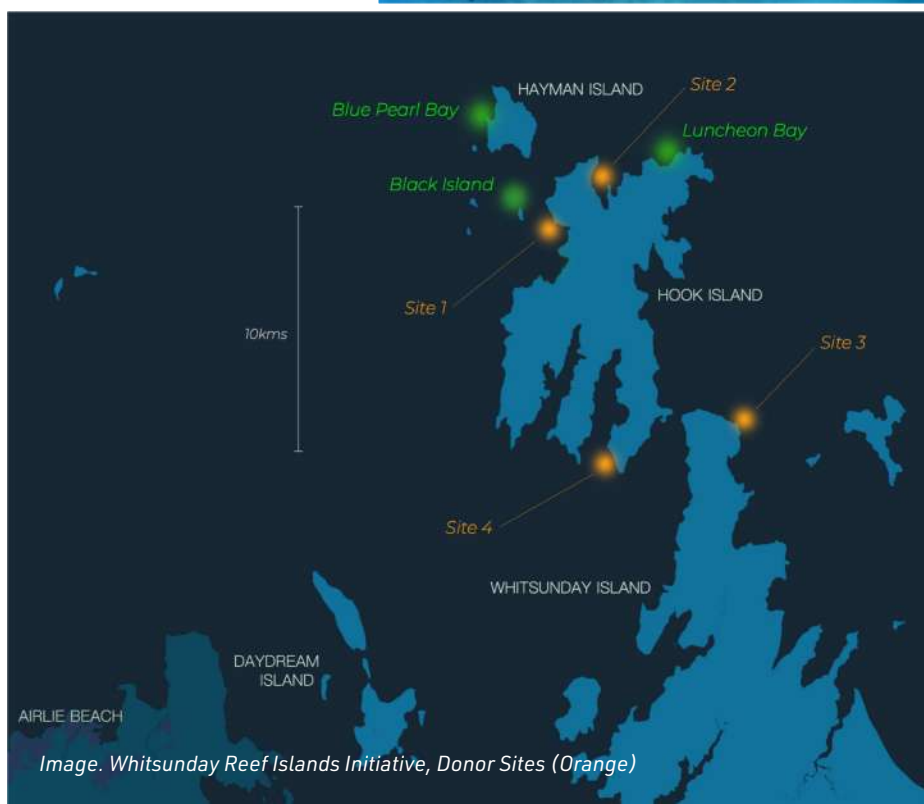 HAYMAN ISLAND
Site 2
Blue Pearl Bay
Luncheon Bay
Black Island
Site 1
HOOK ISLAND
10kms
Site 3
Site 4
WHITSUNDAY ISLAND
DAYDREAM
ISLAND
AIRLIE BEACH
Image. Whitsunday Reef Islands Initiative, Donor Sites (Orange)